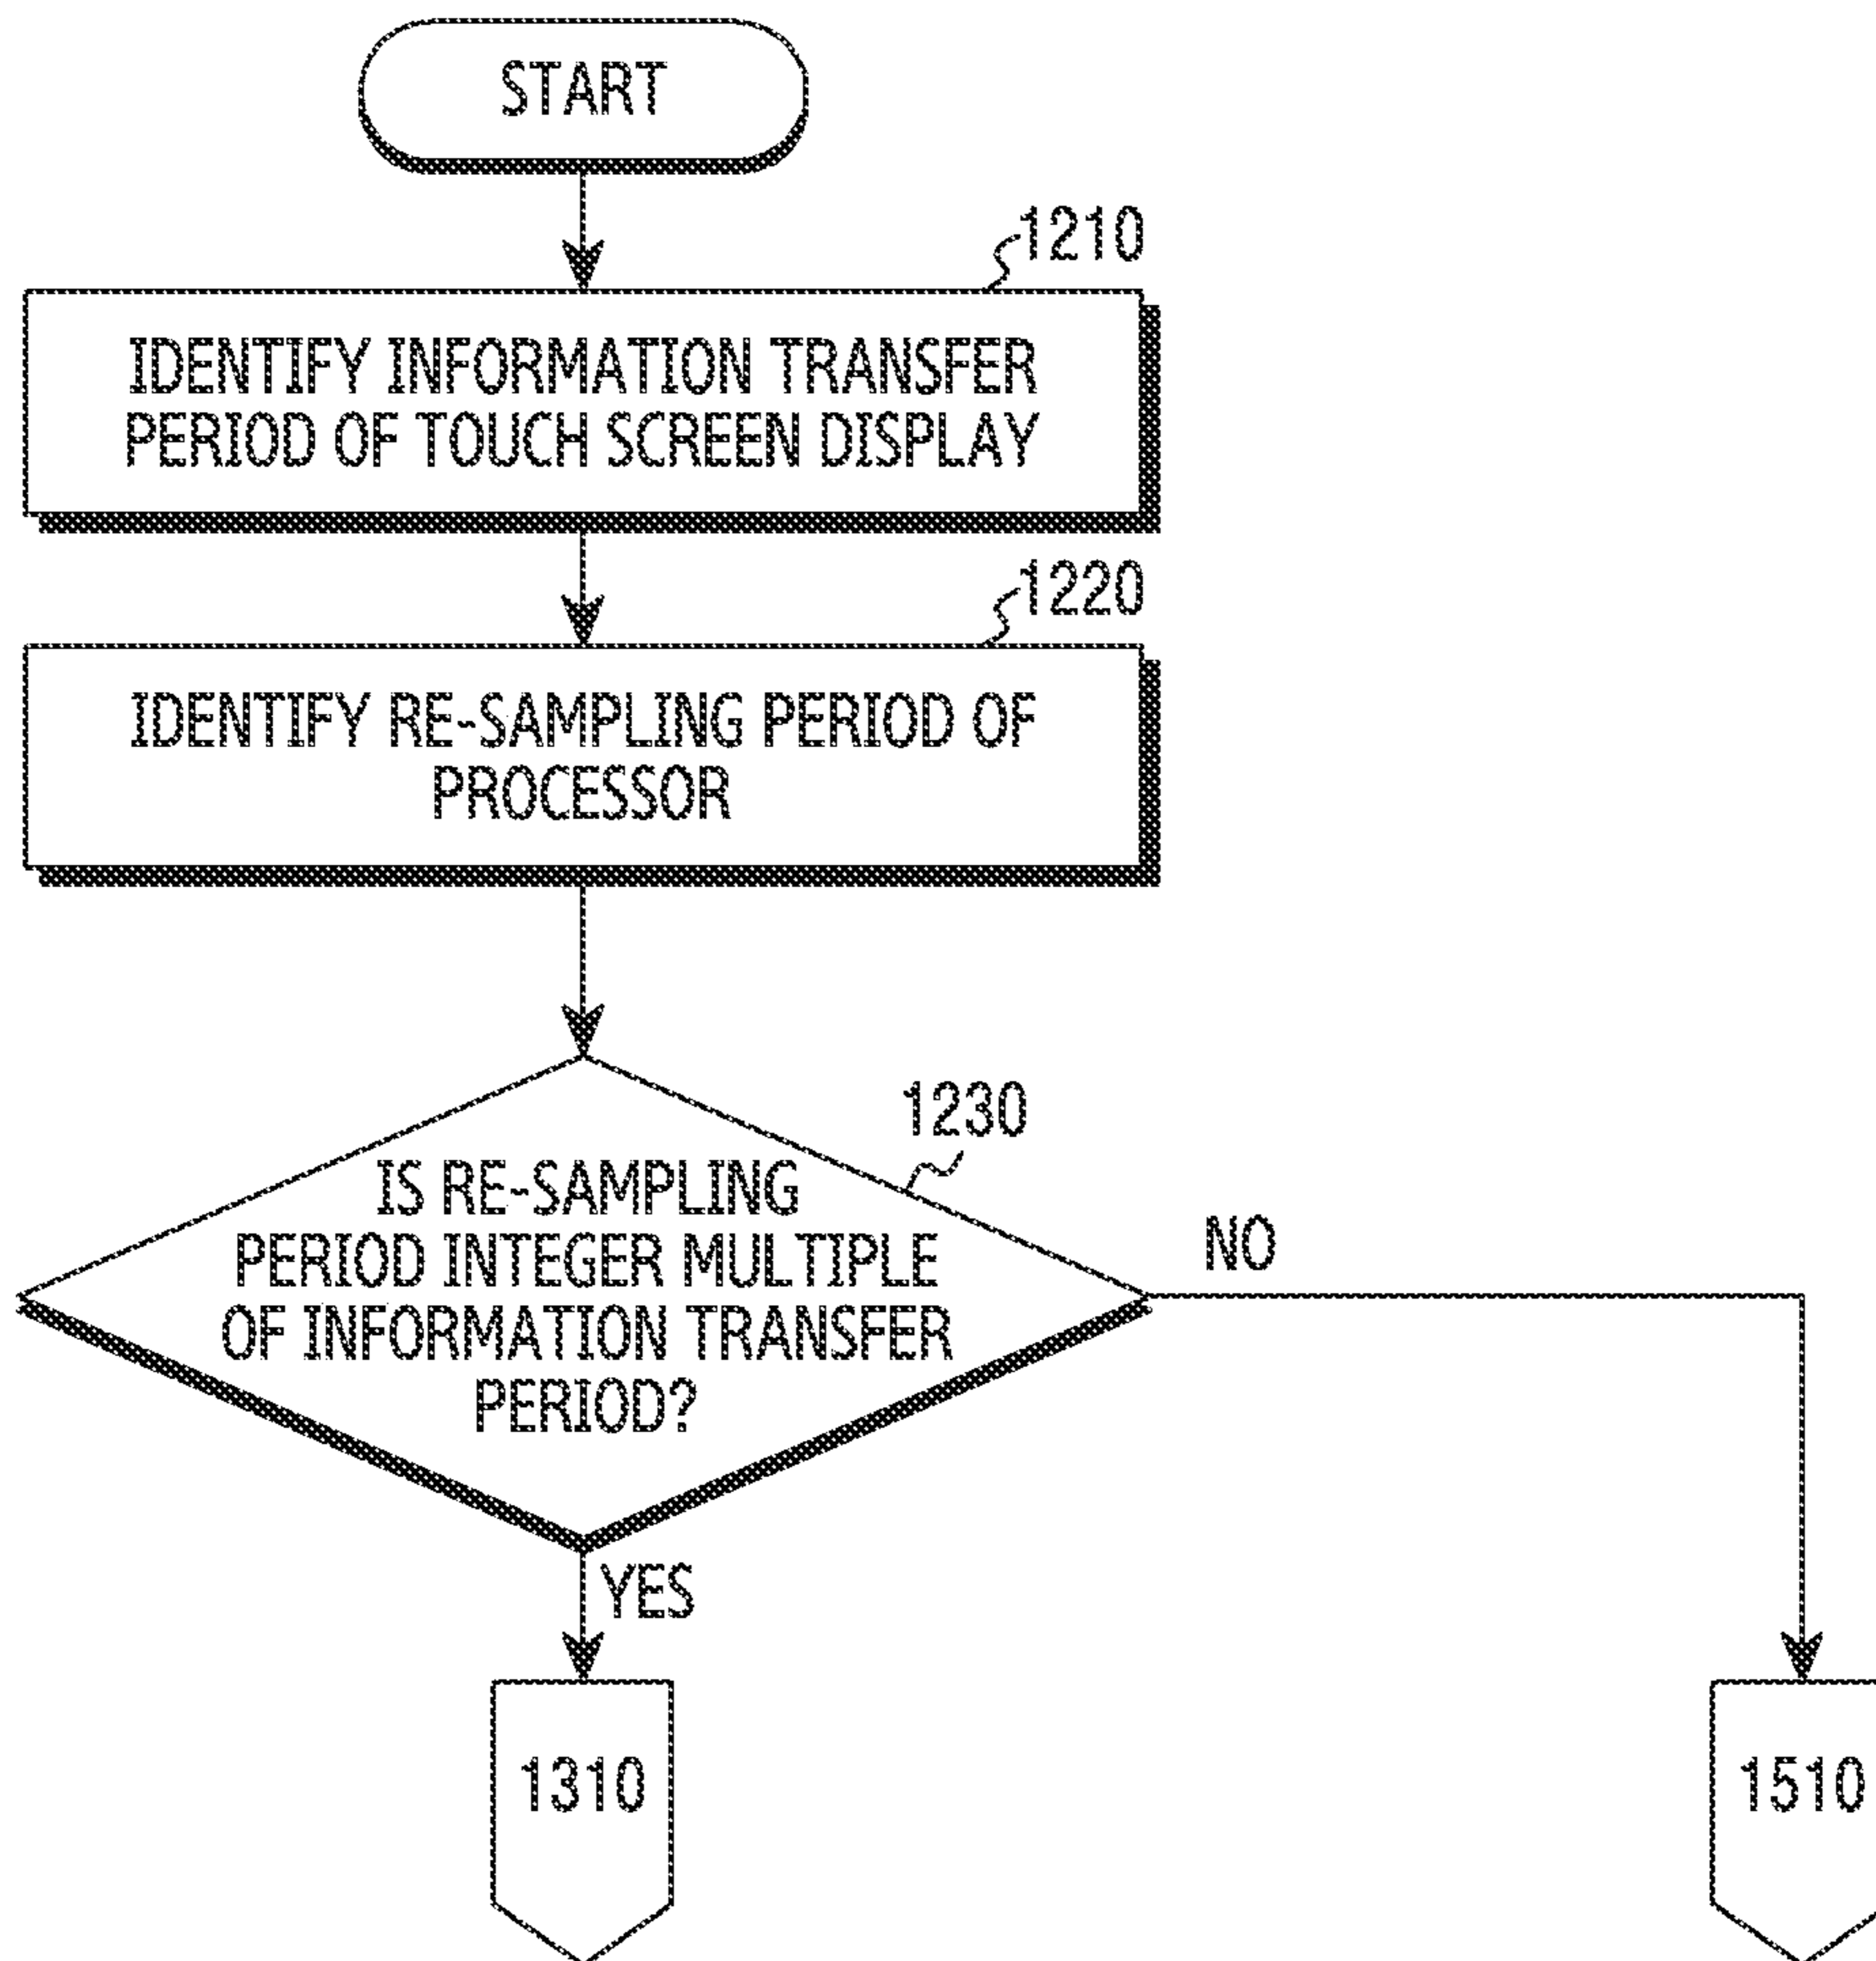 START
1210
IDENTIFY INFORMATION TRANSFER
PERIOD OF TOUCH SCREEN DISPLAY
1220
IDENTIFY RE-SAMPLING PERIOD OF
PROCESSOR
1230
IS RE-SAMPLING
PERIOD INTEGER MULTIPLE
OF INFORMATION TRANSFER
PERIOD?
NO
YES
1310
1510